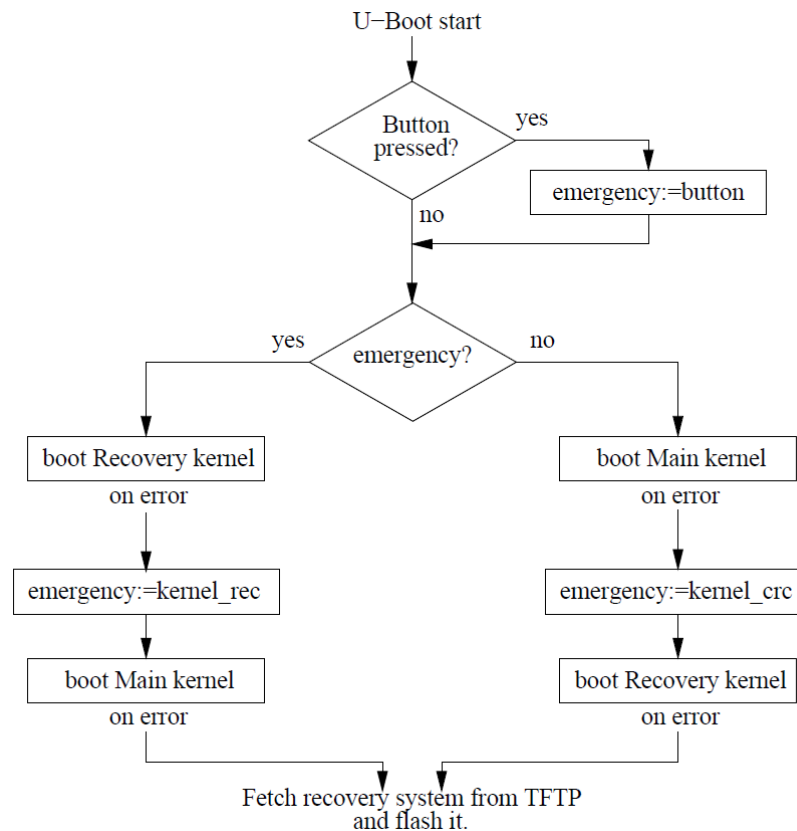 U−Boot start
Button
pressed?
yes
emergency:=button
no
emergency?
yes
no
boot Recovery kernel
on error
boot Main kernel
on error
emergency:=kernel_rec
emergency:=kernel_crc
boot Main kernel
on error
boot Recovery kernel
on error
Fetch recovery system from TFTP
and flash it.